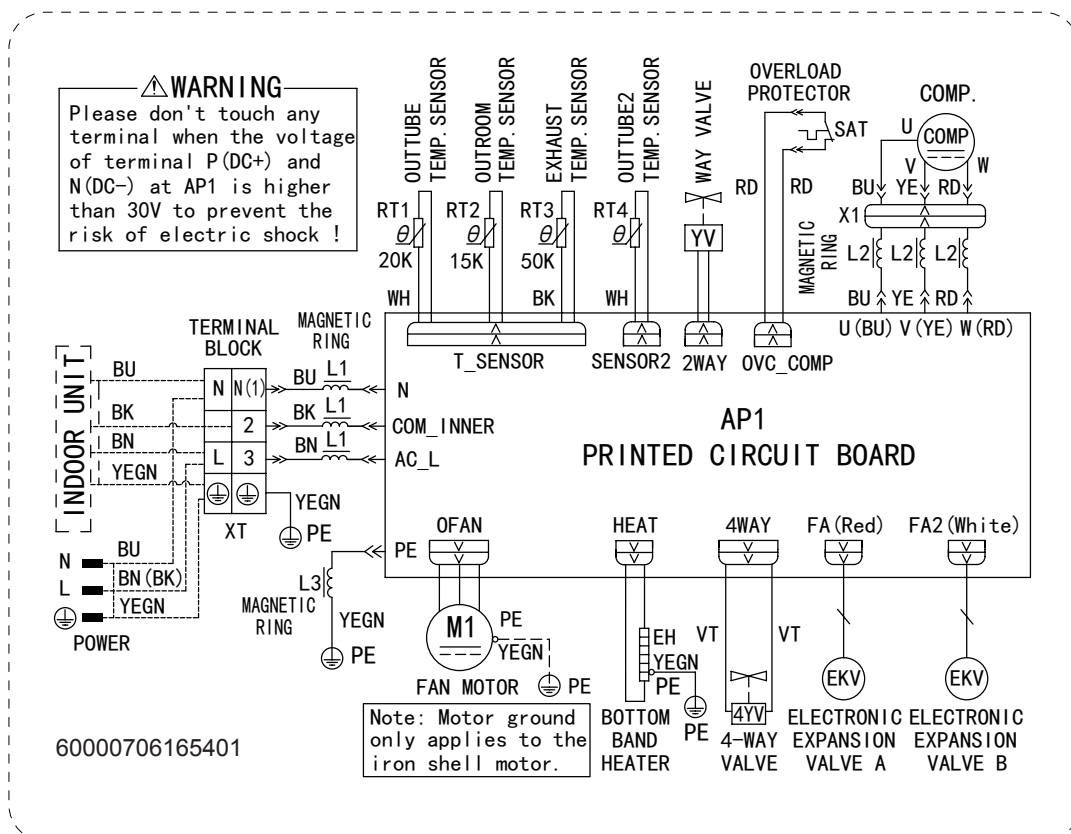 WARNING
Please don't touch any
terminal when the voltage
of terminal P(DC+) and
N(DC-) at AP1 is higher
than 30V to prevent the
risk of electric shock !
OUTTUBE
TEMP. SENSOR
OUTROOM
TEMP. SENSOR
EXHAUST
TEMP. SENSOR
OUTTUBE2
TEMP. SENSOR
WAY VALVE
OVERLOAD
PROTECTOR
SAT
COMP.
COMP
U
V
W
RT1
θ
20K
RT2
θ
15K
RT3
θ
50K
RT4
θ
YV
RD
RD
BU
YE
RD
X1
MAGNETIC
RING
L2
L2
L2
WH
BK
WH
BU
YE
RD
T_SENSOR
SENSOR2
2WAY
OVC_COMP
U(BU)
V(YE)
W(RD)
TERMINAL
BLOCK
MAGNETIC
RING
INDOOR UNIT
BU
BK
BN
YEGN
N
N(1)
2
L
3
XT
BU
L1
N
BK
L1
COM_INNER
BN
L1
AC_L
YEGN
PE
AP1
PRINTED CIRCUIT BOARD
N
BU
L
BN(BK)
YEGN
POWER
PE
L3
MAGNETIC
RING
YEGN
PE
OFAN
HEAT
4WAY
FA(Red)
FA2(White)
M1
PE
YEGN
PE
FAN MOTOR
Note: Motor ground
only applies to the
iron shell motor.
EH
YEGN
PE
PE
BOTTOM
BAND
HEATER
VT
VT
4YV
4-WAY
VALVE
EKV
ELECTRONIC
EXPANSION
VALVE A
EKV
ELECTRONIC
EXPANSION
VALVE B
60000706165401